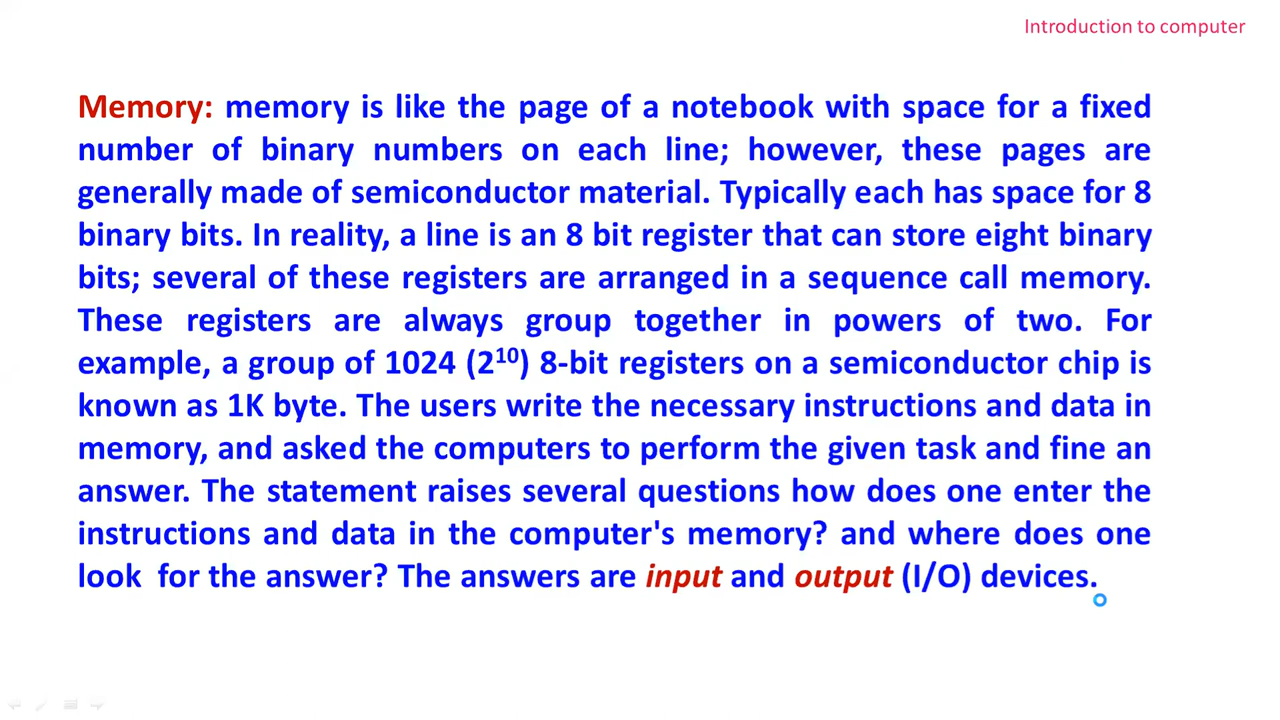 Introduction to computer
Memory: memory is like the page of a notebook with space for a fixed
number of binary numbers on each line; however, these pages are
generally made of semiconductor material. Typically each has space for 8
binary bits. In reality, a line is an 8 bit register that can store eight binary
bits; several of these registers are arranged in a sequence call memory.
These registers are always group together in powers of two. For
example, a group of 1024 (2¹⁰) 8-bit registers on a semiconductor chip is
known as 1K byte. The users write the necessary instructions and data in
memory, and asked the computers to perform the given task and fine an
answer. The statement raises several questions how does one enter the
instructions and data in the computer's memory? and where does one
look for the answer? The answers are input and output (I/O) devices.